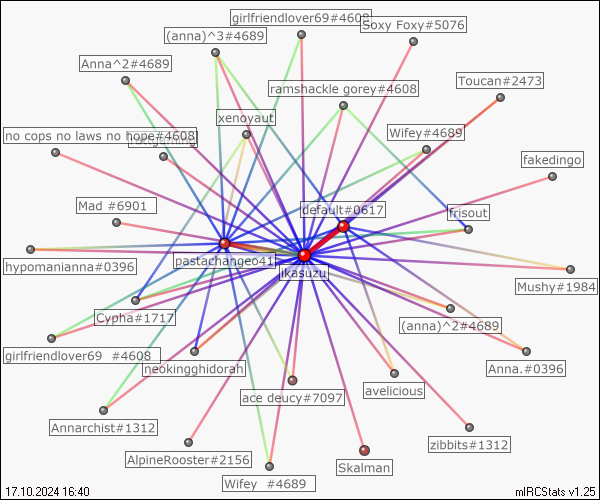 girlfriendlover69#4608
Soxy Foxy#5076
(anna)^3#4689
Anna^2#4689
Toucan#2473
ramshackle gorey#4608
xenoyaut
no cops no laws no hope#4608
Wifey#4689
fakedingo
Mad #6901
default#0617
frisout
pastachangeo41
jikasuzu
hypomanianna#0396
Mushy#1984
Cypha#1717
(anna)^2#4689
girlfriendlover69 #4608
neokingghidorah
Anna.#0396
avelicious
ace deucy#7097
Annarchist#1312
zibbits#1312
AlpineRooster#2156
Skalman
Wifey #4689
17.10.2024 16:40
mIRCStats v1.25